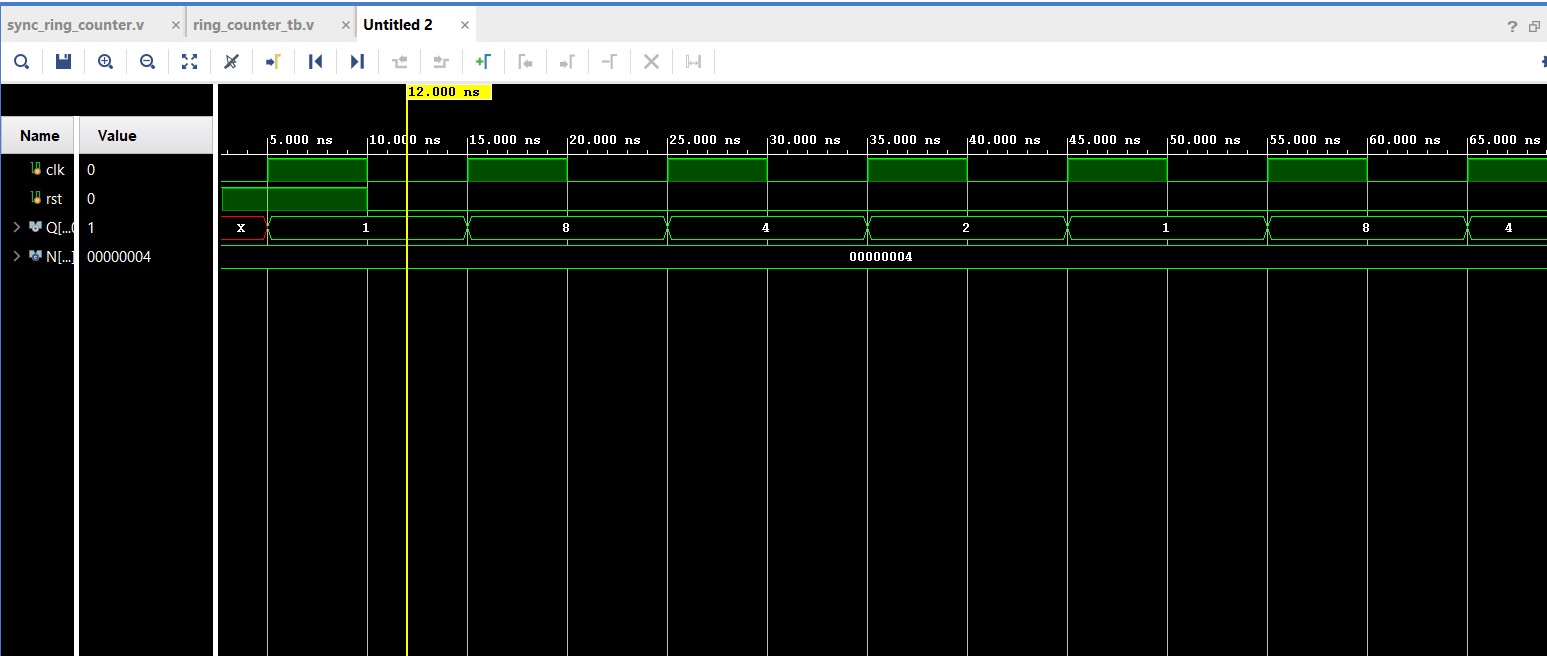 sync_ring_counter.v × ring_counter_tb.v × Untitled 2 × ?
12.000 ns
Name Value
5.000 ns 10.000 ns 15.000 ns 20.000 ns 25.000 ns 30.000 ns 35.000 ns 40.000 ns 45.000 ns 50.000 ns 55.000 ns 60.000 ns 65.000 ns
clk 0
rst 0
Q[...0 1 X 1 8 4 2 1 8 4
N[...] 00000004 00000004